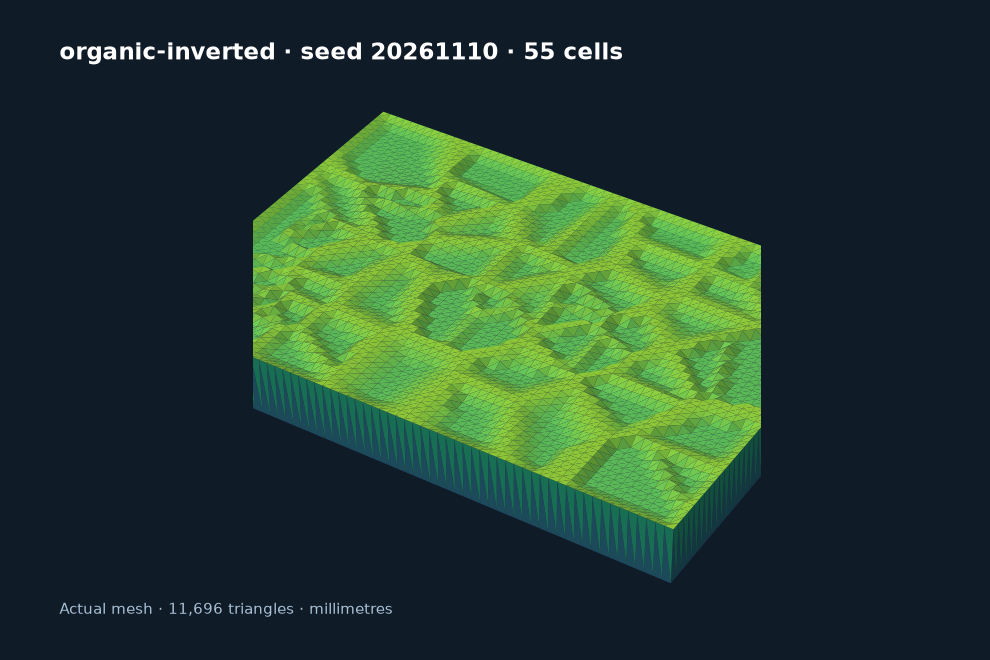 organic-inverted · seed 20261110 · 55 cells
Actual mesh · 11,696 triangles · millimetres